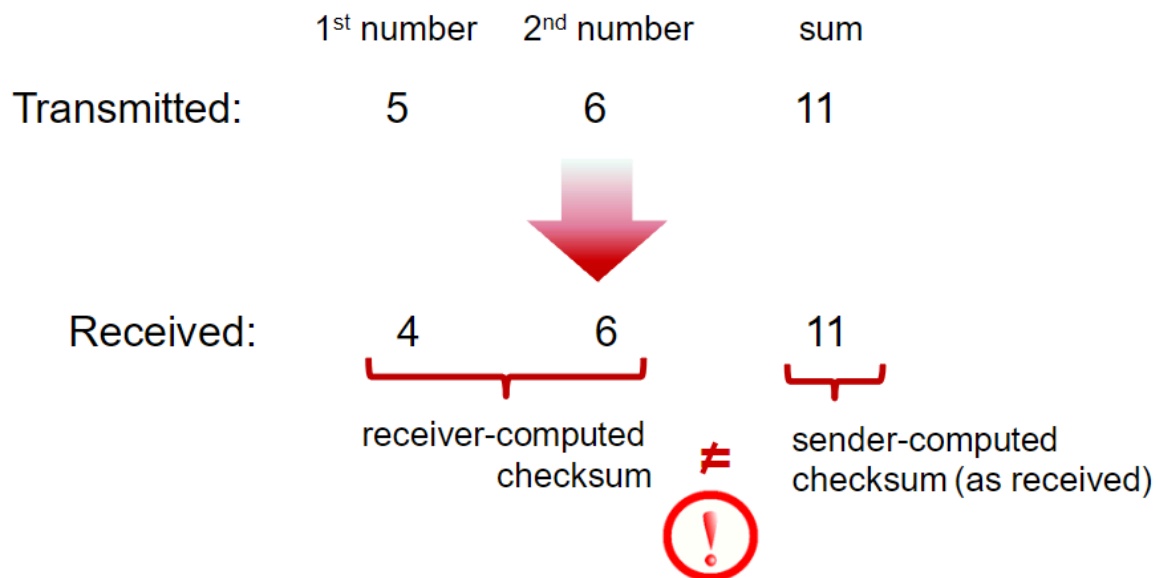 1st number 2nd number sum
Transmitted: 5 6 11
Received: 4 6 11
receiver-computed
checksum
≠
sender-computed
checksum (as received)
!